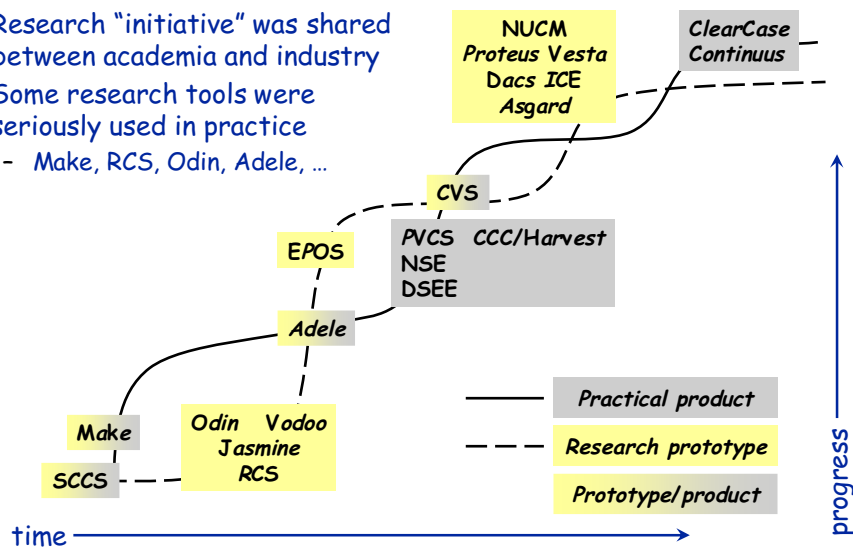 Research “initiative” was shared
between academia and industry
Some research tools were
seriously used in practice
– Make, RCS, Odin, Adele, …
NUCM
Proteus Vesta
Dacs ICE
Asgard
ClearCase
Continuus
CVS
PVCS CCC/Harvest
NSE
DSEE
EPOS
Adele
Make
SCCS
Odin Vodoo
Jasmine
RCS
Practical product
Research prototype
Prototype/product
time
progress